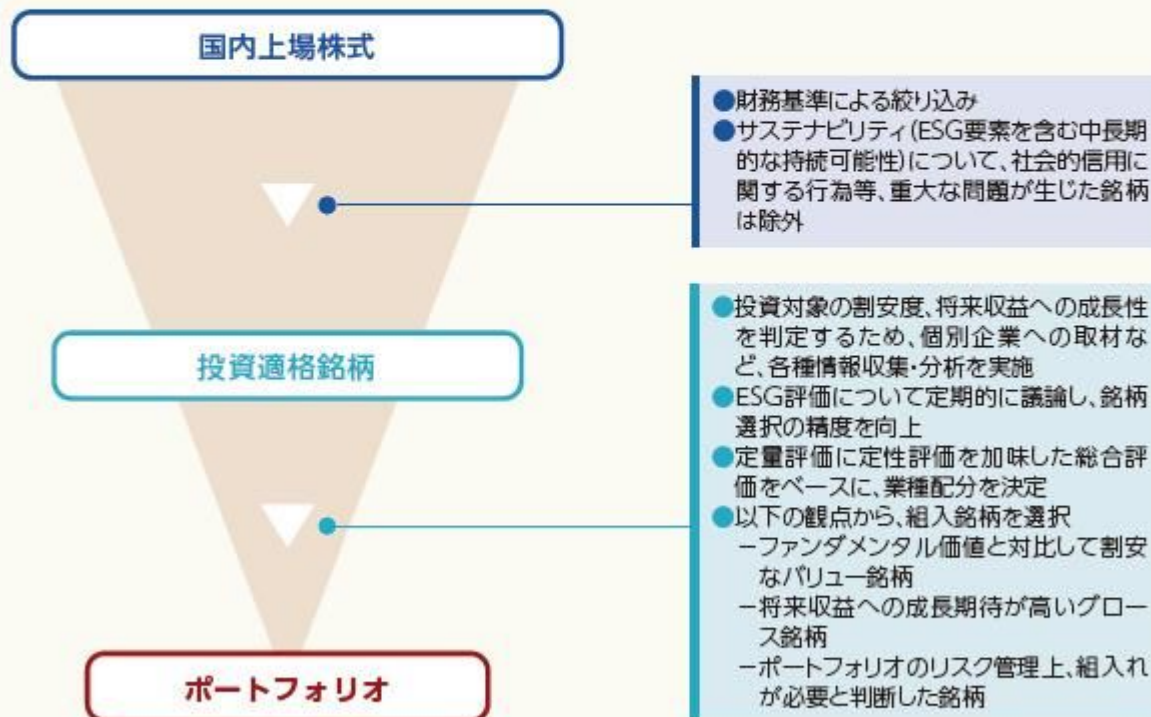 国内上場株式
●財務基準による絞り込み
●サステナビリティ(ESG要素を含む中長期
的な持続可能性)について、社会的信用に
関する行為等、重大な問題が生じた銘柄
は除外
投資適格銘柄
●投資対象の割安度、将来収益への成長性
を判定するため、個別企業への取材な
ど、各種情報収集・分析を実施
●ESG評価について定期的に議論し、銘柄
選択の精度を向上
●定量評価に定性評価を加味した総合評
価をベースに、業種配分を決定
●以下の観点から、組入銘柄を選択
－ファンダメンタル価値と対比して割安
なバリュー銘柄
－将来収益への成長期待が高いグロー
ス銘柄
－ポートフォリオのリスク管理上、組入れ
が必要と判断した銘柄
ポートフォリオ